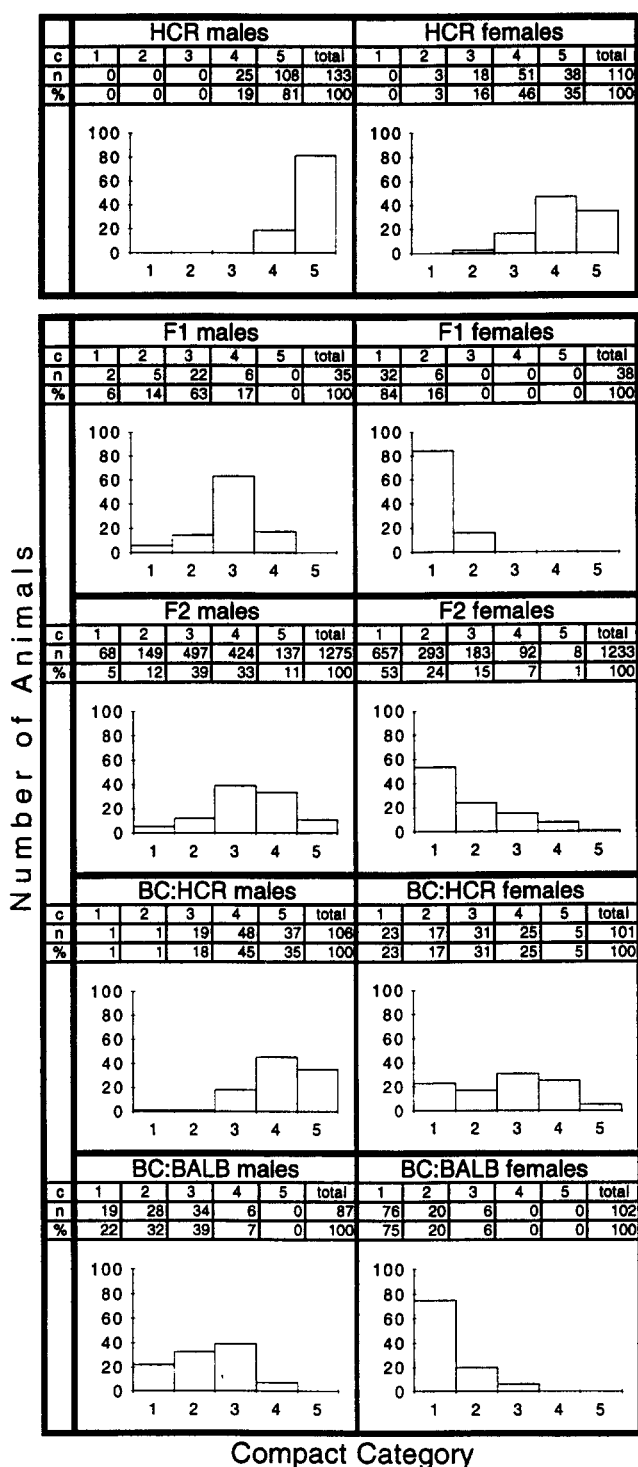 HCR males HCR females
c 1 2 3 4 5 total 1 2 3 4 5 total
n 0 0 0 25 108 133 0 3 18 51 38 110
% 0 0 0 19 81 100 0 3 16 46 35 100
100 100
80 80
60 60
40 40
20 20
0 0
1 2 3 4 5 1 2 3 4 5
F1 males F1 females
c 1 2 3 4 5 total 1 2 3 4 5 total
n 2 5 22 6 0 35 32 6 0 0 0 38
% 6 14 63 17 0 100 84 16 0 0 0 100
100 100
80 80
60 60
40 40
20 20
0 0
1 2 3 4 5 1 2 3 4 5
Number of Animals
F2 males F2 females
c 1 2 3 4 5 total 1 2 3 4 5 total
n 68 149 497 424 137 1275 657 293 183 92 8 1233
% 5 12 39 33 11 100 53 24 15 7 1 100
100 100
80 80
60 60
40 40
20 20
0 0
1 2 3 4 5 1 2 3 4 5
BC:HCR males BC:HCR females
c 1 2 3 4 5 total 1 2 3 4 5 total
n 1 1 19 48 37 106 23 17 31 25 5 101
% 1 1 18 45 35 100 23 17 31 25 5 100
100 100
80 80
60 60
40 40
20 20
0 0
1 2 3 4 5 1 2 3 4 5
BC:BALB males BC:BALB females
c 1 2 3 4 5 total 1 2 3 4 5 total
n 19 28 34 6 0 87 76 20 6 0 0 102
% 22 32 39 7 0 100 75 20 6 0 0 100
100 100
80 80
60 60
40 40
20 20
0 0
1 2 3 4 5 1 2 3 4 5
Compact Category